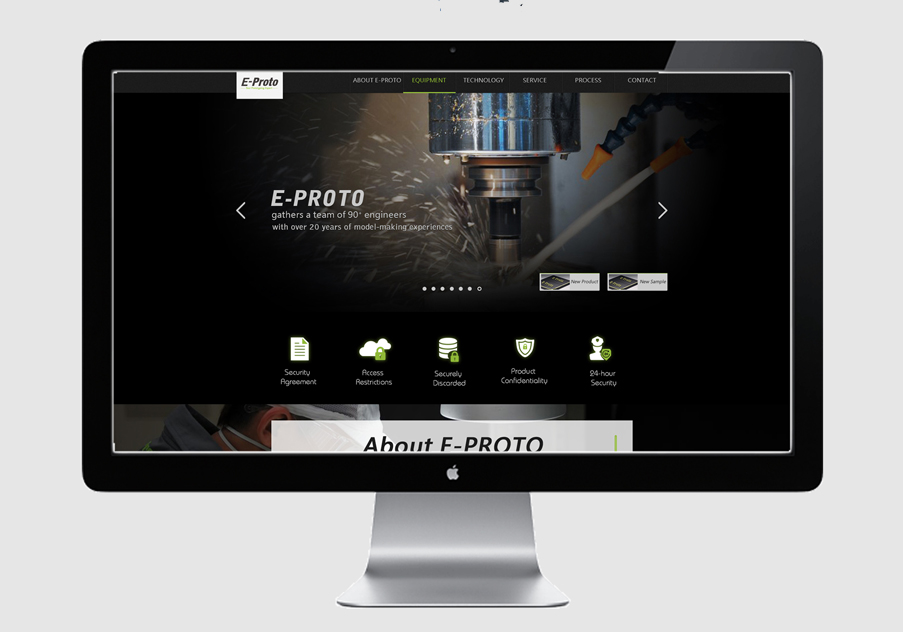 E-Proto
ABOUT E-PROTO EQUIPMENT TECHNOLOGY SERVICE PROCESS CONTACT
E-PROTO
gathers a team of 90+ engineers
with over 20 years of model-making experiences
New Product New Sample
Security
Agreement
Access
Restrictions
Securely
Discarded
Product
Confidentiality
24-hour
Security
About E-PROTO